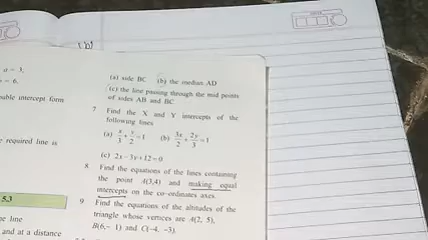 (b)
a = 3,
= 6.
able intercept form
required line is
5.3
e line
and at a distance
(a) side BC (b) the median AD
(c) the line passing through the mid points
of sides AB and BC
7 Find the X and Y intercepts of the
following lines
(a) x/3 + y/2 = 1 (b) 3x/2 + 2y/3 = 1
(c) 2x - 3y + 12 = 0
8 Find the equations of the lines containing
the point A(3,4) and making equal
intercepts on the co-ordinates axes.
9 Find the equations of the altitudes of the
triangle whose vertices are A(2, 5),
B(6,- 1) and C(-4, -3).